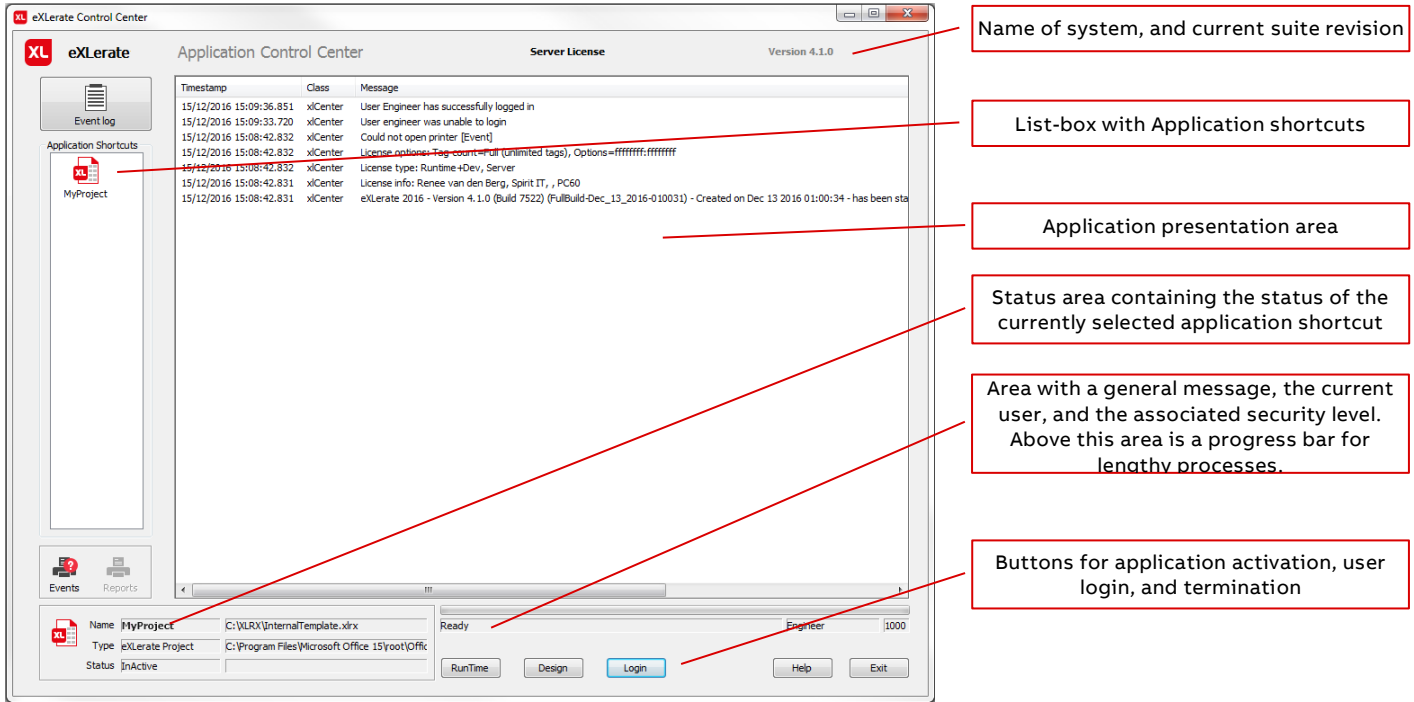 XL eXLerate Control Center
XL eXLerate Application Control Center Server License Version 4.1.0
Event log
Application Shortcuts
XL
MyProject
Events Reports
Timestamp Class Message
15/12/2016 15:09:36.851 xlCenter User Engineer has successfully logged in
15/12/2016 15:09:33.720 xlCenter User engineer was unable to login
15/12/2016 15:08:42.832 xlCenter Could not open printer [Event]
15/12/2016 15:08:42.832 xlCenter License options: Tag-count=Full (unlimited tags), Options=ffffffff:ffffffff
15/12/2016 15:08:42.832 xlCenter License type: Runtime+Dev, Server
15/12/2016 15:08:42.831 xlCenter License info: Renee van den Berg, Spirit IT, , PC60
15/12/2016 15:08:42.831 xlCenter eXLerate 2016 - Version 4.1.0 (Build 7522) (FullBuild-Dec_13_2016-010031) - Created on Dec 13 2016 01:00:34 - has been sta
XL
Name MyProject C:\XLRX\InternalTemplate.xlrx
Type eXLerate Project C:\Program Files\Microsoft Office 15\root\Offic
Status InActive
Ready Engineer 1000
RunTime Design Login Help Exit
Name of system, and current suite revision
List-box with Application shortcuts
Application presentation area
Status area containing the status of the
currently selected application shortcut
Area with a general message, the current
user, and the associated security level.
Above this area is a progress bar for
lengthy processes.
Buttons for application activation, user
login, and termination